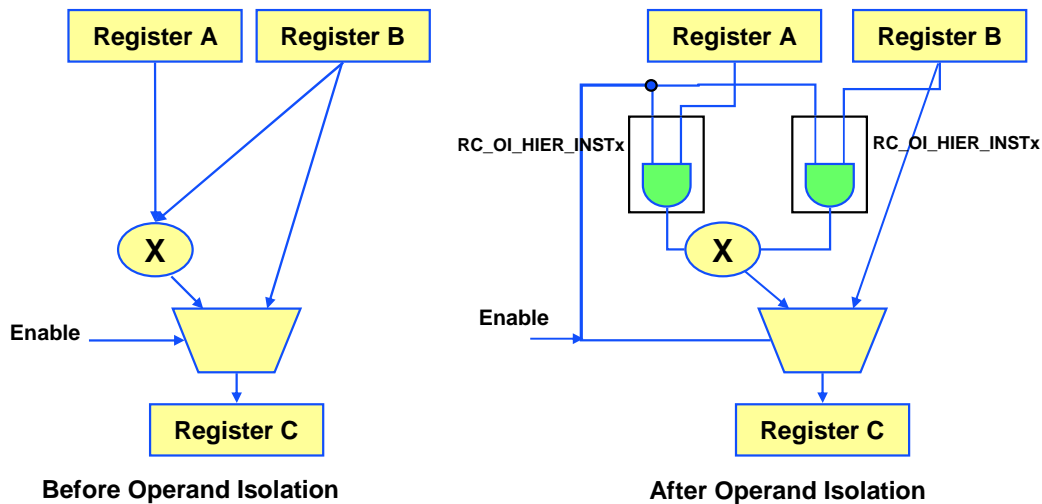 Register A
Register B
X
Enable
Register C
Before Operand Isolation
Register A
Register B
RC_OI_HIER_INSTx
RC_OI_HIER_INSTx
X
Enable
Register C
After Operand Isolation